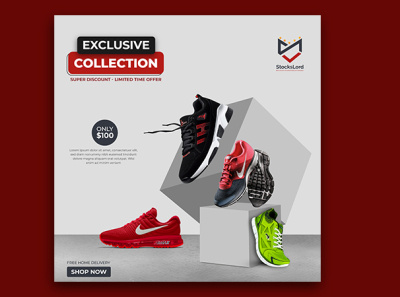 EXCLUSIVE
COLLECTION
SUPER DISCOUNT - LIMITED TIME OFFER
StocksLord
ONLY
$100
FREE HOME DELIVERY
SHOP NOW